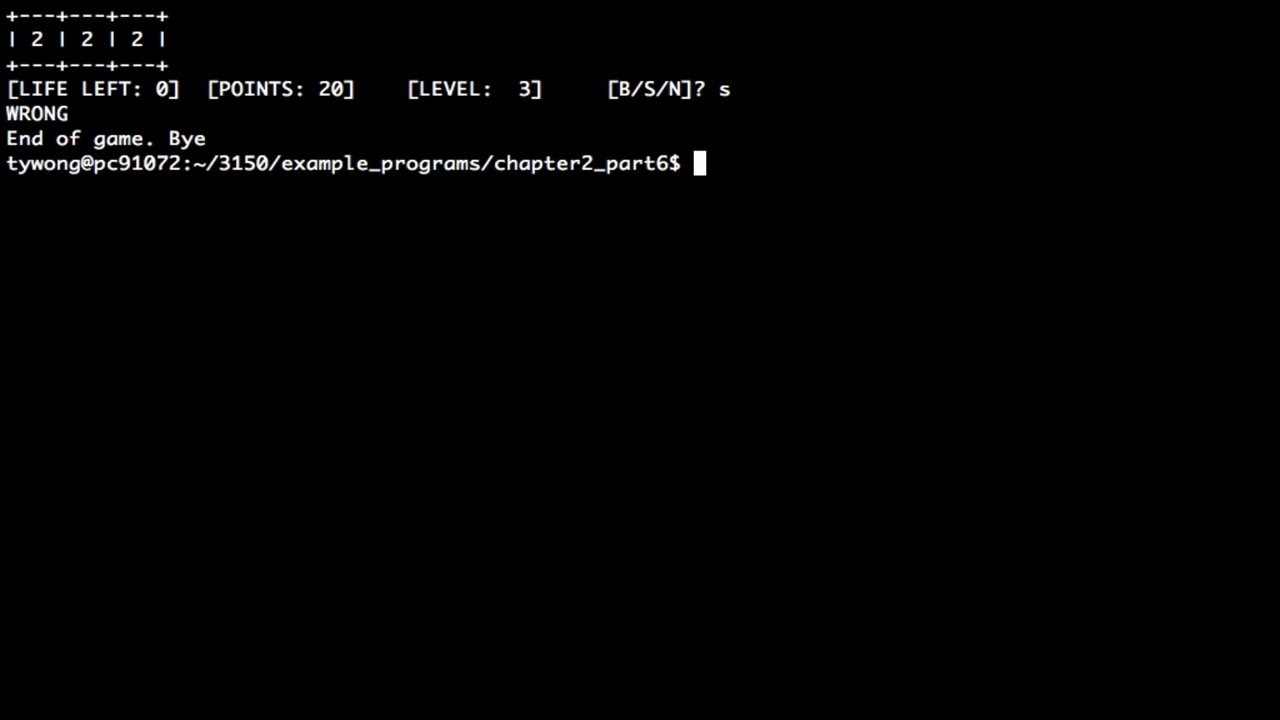 +---+---+---+
| 2 | 2 | 2 |
+---+---+---+
[LIFE LEFT: 0]  [POINTS: 20]    [LEVEL:  3]     [B/S/N]? s
WRONG
End of game. Bye
tywong@pc91072:~/3150/example_programs/chapter2_part6$